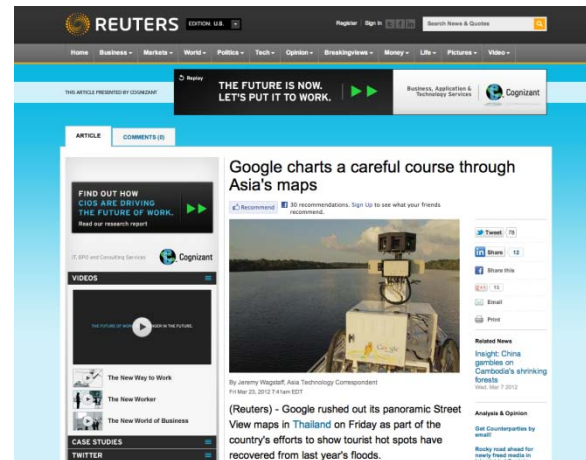 REUTERS EDITION: U.S.
Register Sign In Search News & Quotes
Home Business Markets World Politics Tech Opinion Breakingviews Money Life Pictures Video
THIS ARTICLE PRESENTED BY COGNIZANT
Replay
THE FUTURE IS NOW.
LET'S PUT IT TO WORK.
Business, Application &
Technology Services
Cognizant
ARTICLE COMMENTS (0)
FIND OUT HOW
CIOS ARE DRIVING
THE FUTURE OF WORK.
Read our research report
IT, BPO and Consulting Services Cognizant
VIDEOS
The New Way to Work
The New Worker
The New World of Business
CASE STUDIES
TWITTER
Google charts a careful course through
Asia's maps
Recommend 30 recommendations. Sign Up to see what your friends
recommend.
Google
By Jeremy Wagstaff, Asia Technology Correspondent
Fri Mar 23, 2012 7:41am EDT
(Reuters) - Google rushed out its panoramic Street
View maps in Thailand on Friday as part of the
country's efforts to show tourist hot spots have
recovered from last year's floods.
Tweet 78
Share 12
Share this
Email
Print
Related News
Insight: China
gambles on
Cambodia's shrinking
forests
Wed, Mar 7 2012
Analysis & Opinion
Get Counterparties by
email!
Rocky road ahead for
newly freed media in